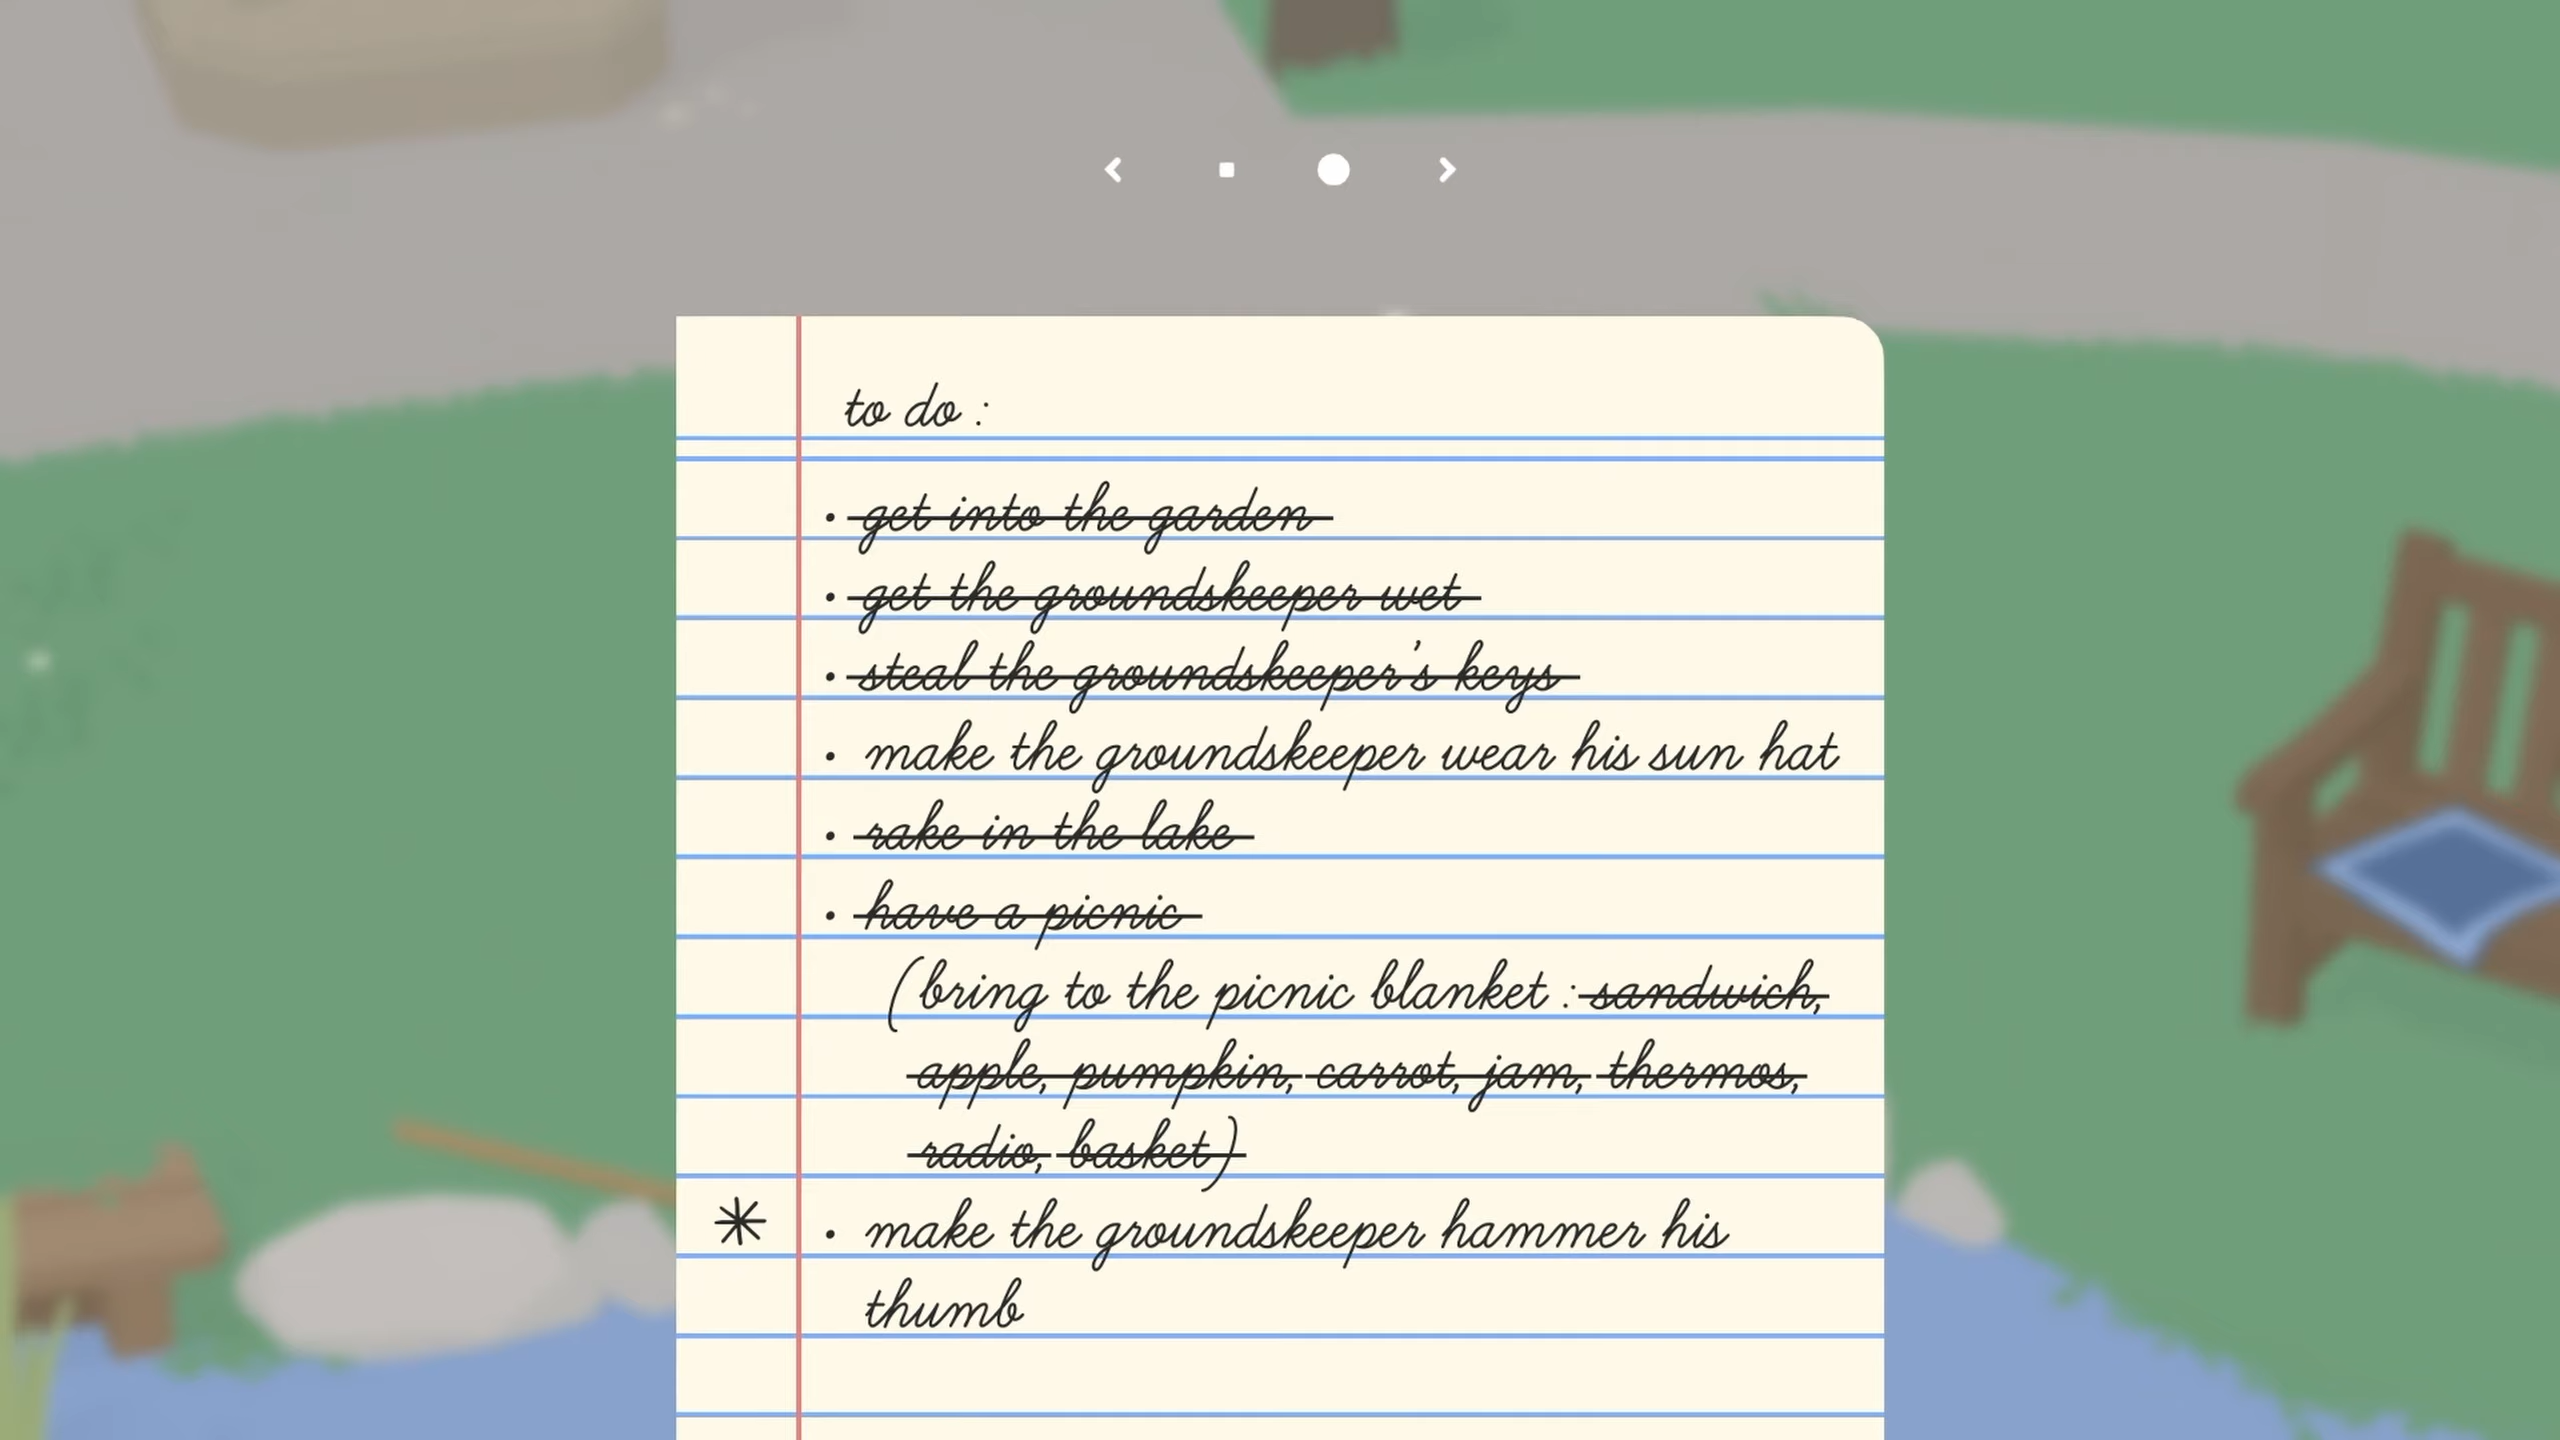 to do :
• get into the garden
• get the groundskeeper wet
• steal the groundskeeper's keys
• make the groundskeeper wear his sun hat
• rake in the lake
• have a picnic
(bring to the picnic blanket : sandwich,
apple, pumpkin, carrot, jam, thermos,
radio, basket)
* • make the groundskeeper hammer his
thumb